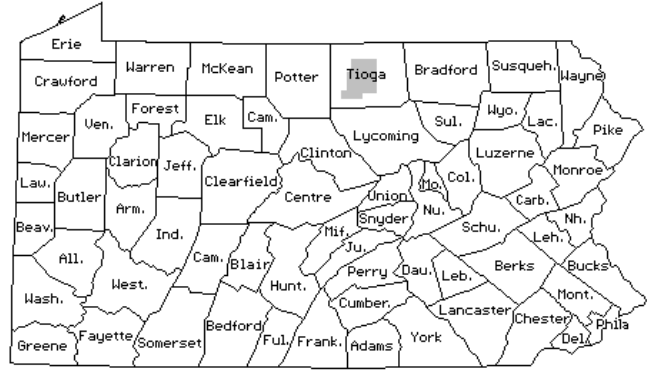 Erie
Crawford
Warren
McKean
Potter
Tioga
Bradford
Susqueh.
Wayne
Mercer
Ven.
Forest
Elk
Cam.
Clinton
Lycoming
Sul.
Wyo.
Lac.
Pike
Law.
Butler
Clarion
Jeff.
Clearfield
Centre
Union
Mo.
Col.
Luzerne
Monroe
Beav.
Arm.
Ind.
Snyder
Nu.
Carb.
All.
Cam.
Blair
Mif.
Ju.
Schu.
Leh.
Nh.
Wash.
West.
Hunt.
Perry
Dau.
Leb.
Berks
Bucks
Cumber.
Lancaster
Mont.
Greene
Fayette
Somerset
Bedford
Ful.
Frank.
Adams
York
Chester
Del.
Phila